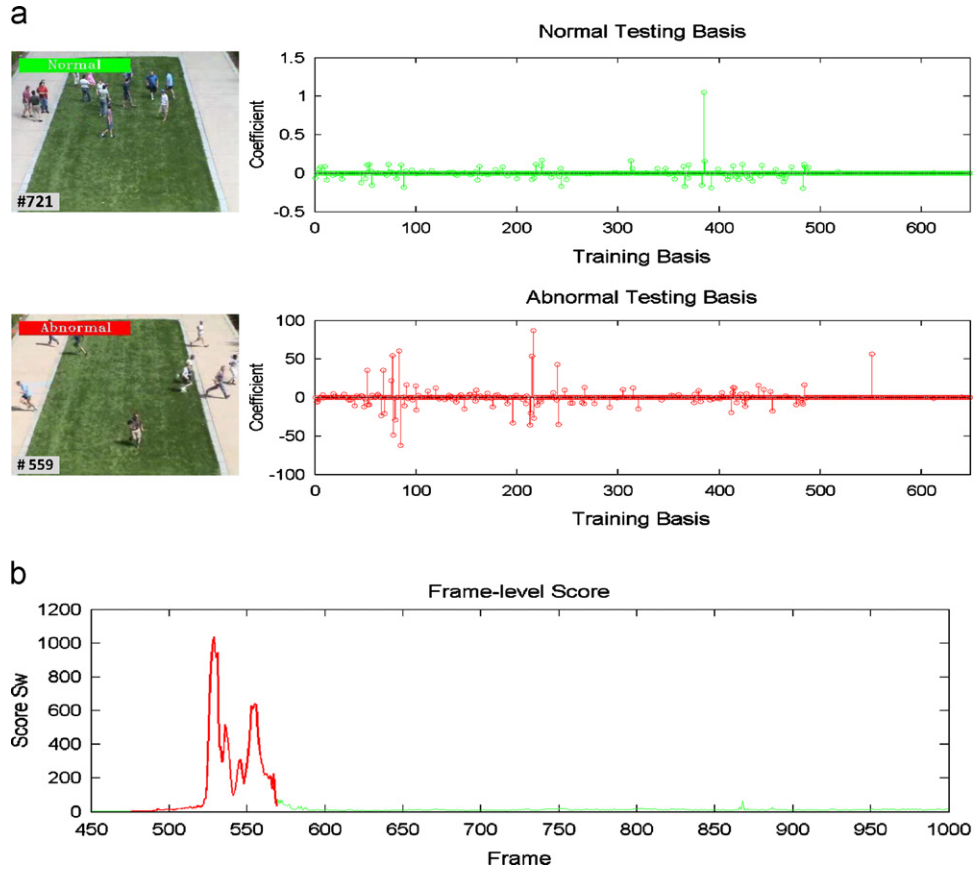 a
Normal
#721
Normal Testing Basis
Coefficient
1.5
1
0.5
0
-0.5
0 100 200 300 400 500 600
Training Basis
Abnormal
# 559
Abnormal Testing Basis
Coefficient
100
50
0
-50
-100
0 100 200 300 400 500 600
Training Basis
b
Frame-level Score
Score Sw
1200
1000
800
600
400
200
0
450 500 550 600 650 700 750 800 850 900 950 1000
Frame